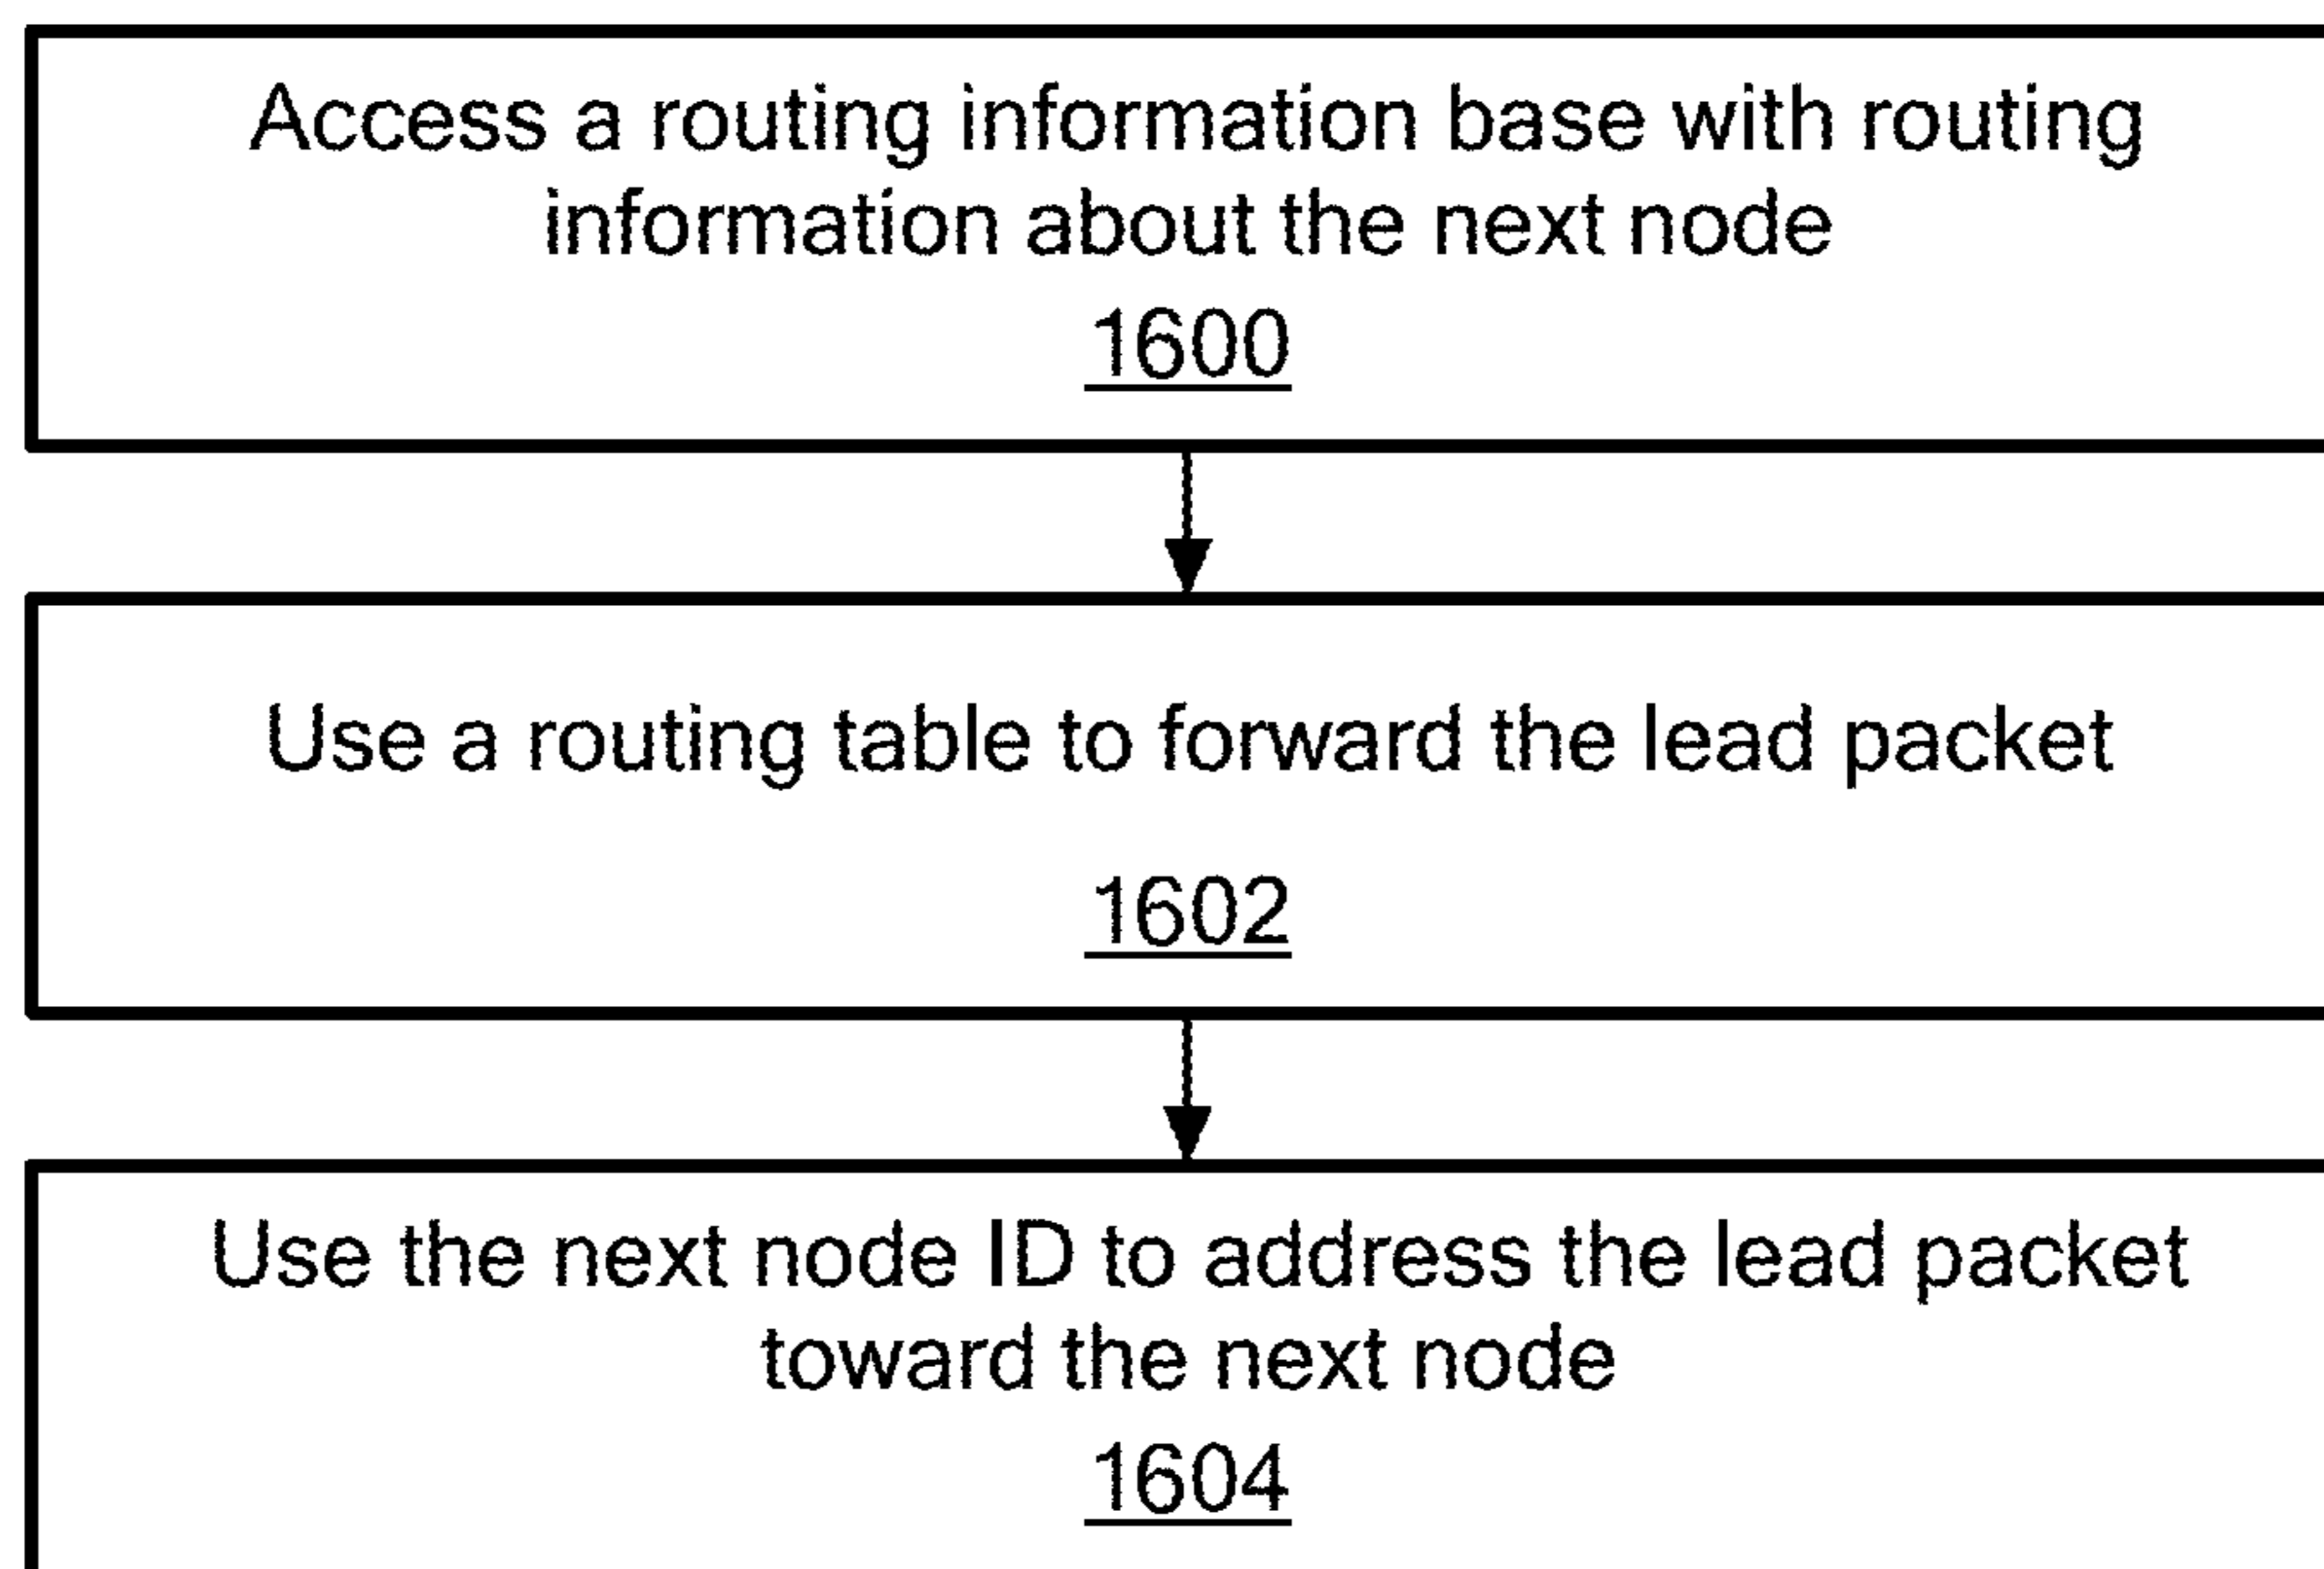 Access a routing information base with routing
information about the next node
1600
Use a routing table to forward the lead packet
1602
Use the next node ID to address the lead packet
toward the next node
1604